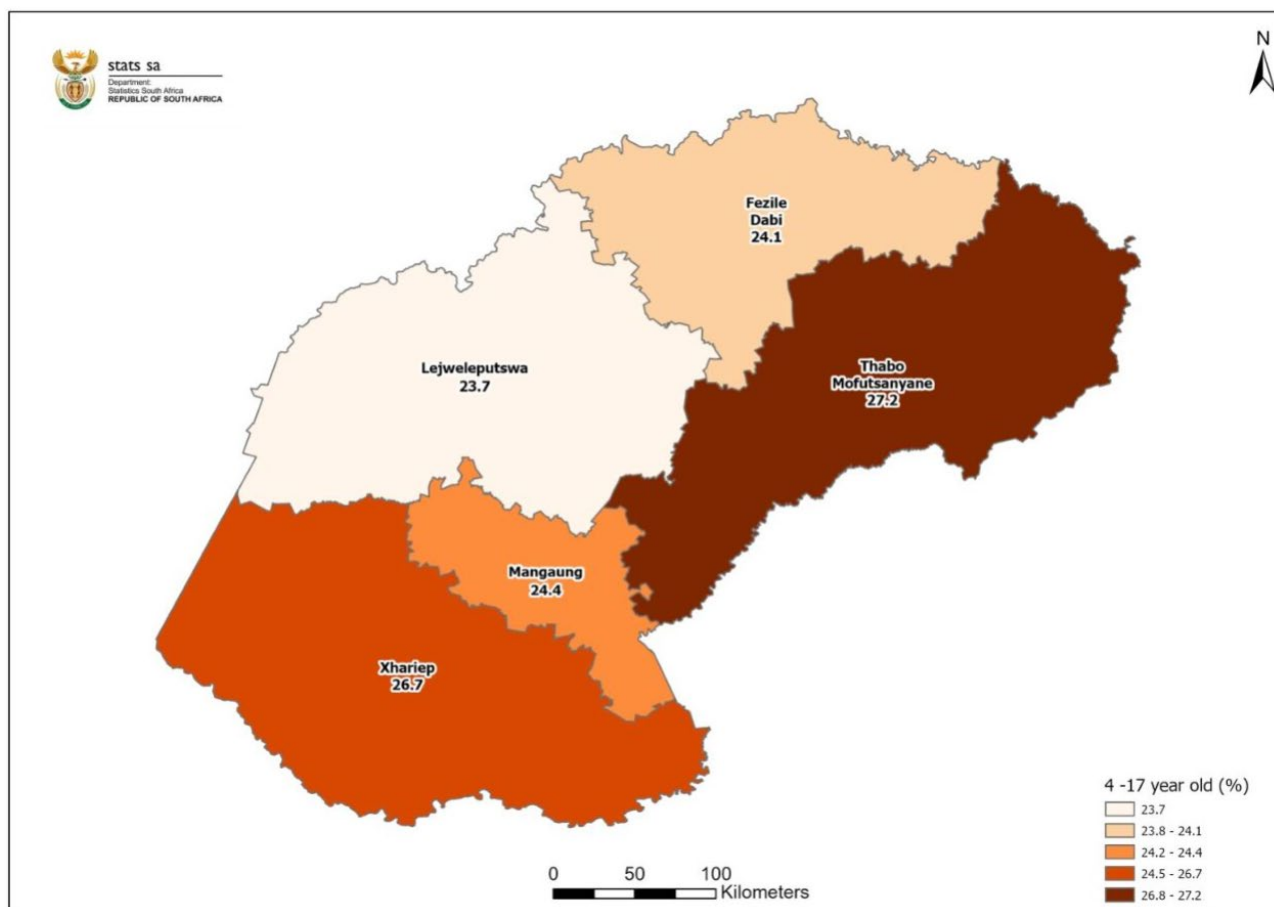 stats sa
Department:
Statistics South Africa
REPUBLIC OF SOUTH AFRICA
N
Fezile
Dabi
24.1
Lejweleputswa
23.7
Thabo
Mofutsanyane
27.2
Mangaung
24.4
Xhariep
26.7
4 -17 year old (%)
23.7
23.8 - 24.1
24.2 - 24.4
24.5 - 26.7
26.8 - 27.2
0 50 100
Kilometers